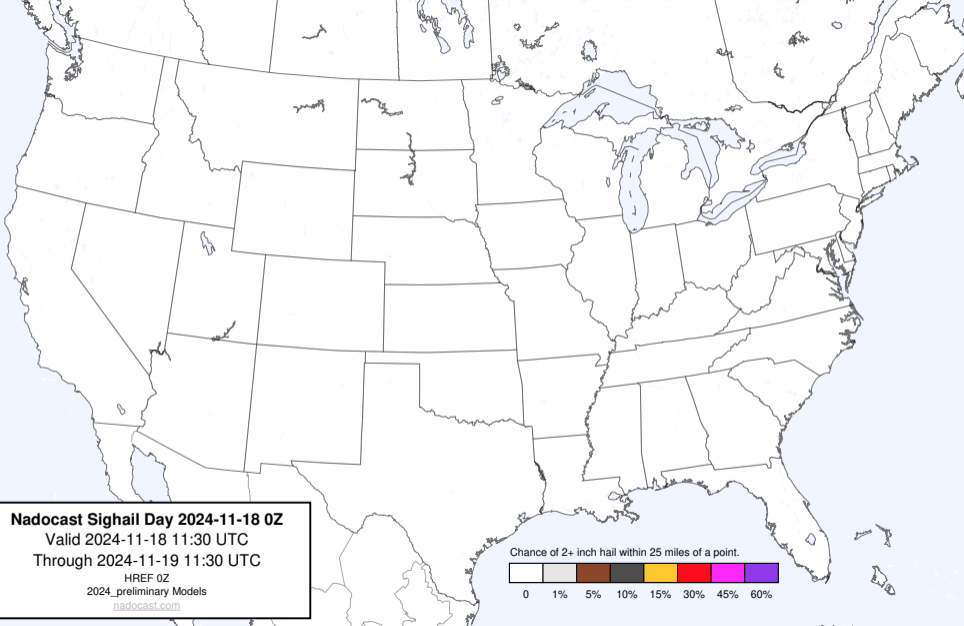 Nadocast Sighail Day 2024-11-18 0Z
Valid 2024-11-18 11:30 UTC
Through 2024-11-19 11:30 UTC
HREF 0Z
2024_preliminary Models
nadocast.com
Chance of 2+ inch hail within 25 miles of a point.
0 1% 5% 10% 15% 30% 45% 60%